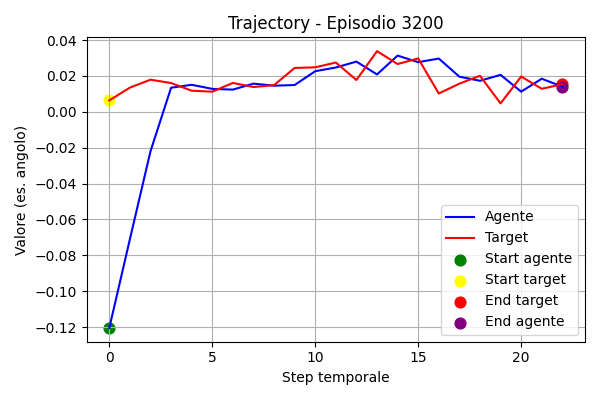 Trajectory - Episodio 3200
Valore (es. angolo)
0.04
0.02
0.00
−0.02
−0.04
−0.06
−0.08
−0.10
−0.12
Agente
Target
Start agente
Start target
End target
End agente
0 5 10 15 20
Step temporale